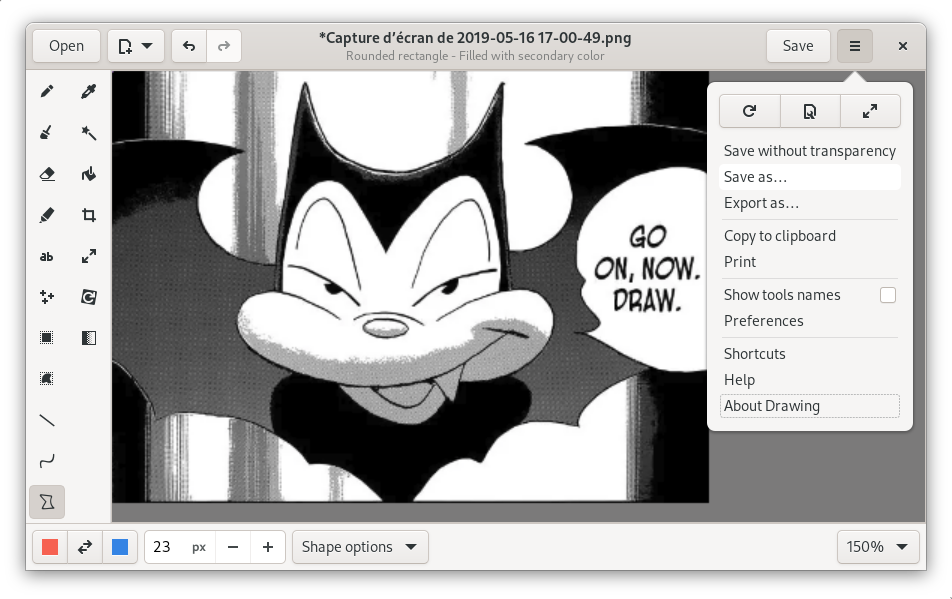 Open
*Capture d'écran de 2019-05-16 17-00-49.png
Rounded rectangle - Filled with secondary color
Save
Save without transparency
Save as…
Export as…
Copy to clipboard
Print
Show tools names
Preferences
Shortcuts
Help
About Drawing
ab
GO
ON, NOW.
DRAW.
23 px
Shape options
150%